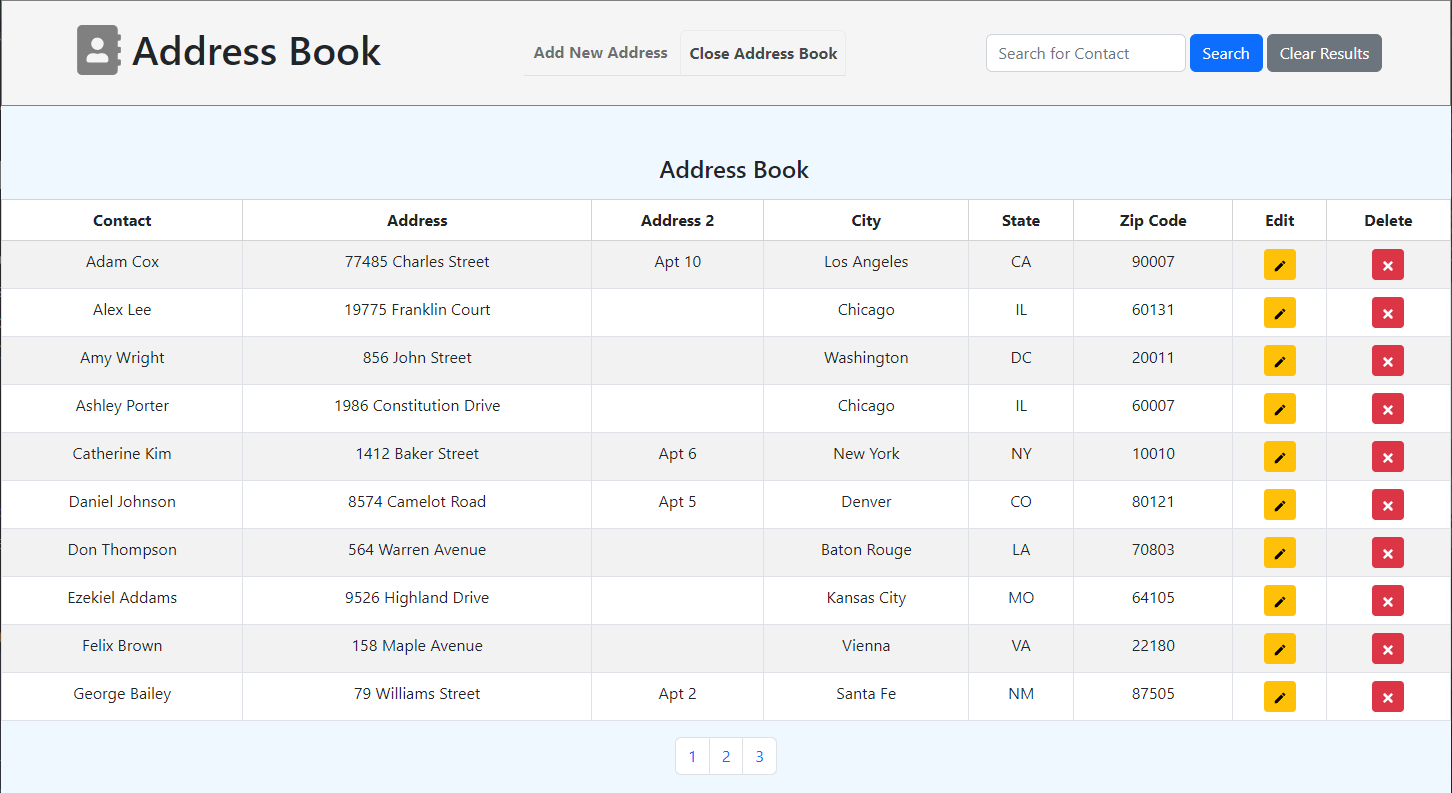 Address Book
Add New Address Close Address Book
Search for Contact Search Clear Results
Address Book
Contact Address Address 2 City State Zip Code Edit Delete
Adam Cox 77485 Charles Street Apt 10 Los Angeles CA 90007
Alex Lee 19775 Franklin Court Chicago IL 60131
Amy Wright 856 John Street Washington DC 20011
Ashley Porter 1986 Constitution Drive Chicago IL 60007
Catherine Kim 1412 Baker Street Apt 6 New York NY 10010
Daniel Johnson 8574 Camelot Road Apt 5 Denver CO 80121
Don Thompson 564 Warren Avenue Baton Rouge LA 70803
Ezekiel Addams 9526 Highland Drive Kansas City MO 64105
Felix Brown 158 Maple Avenue Vienna VA 22180
George Bailey 79 Williams Street Apt 2 Santa Fe NM 87505
1 2 3